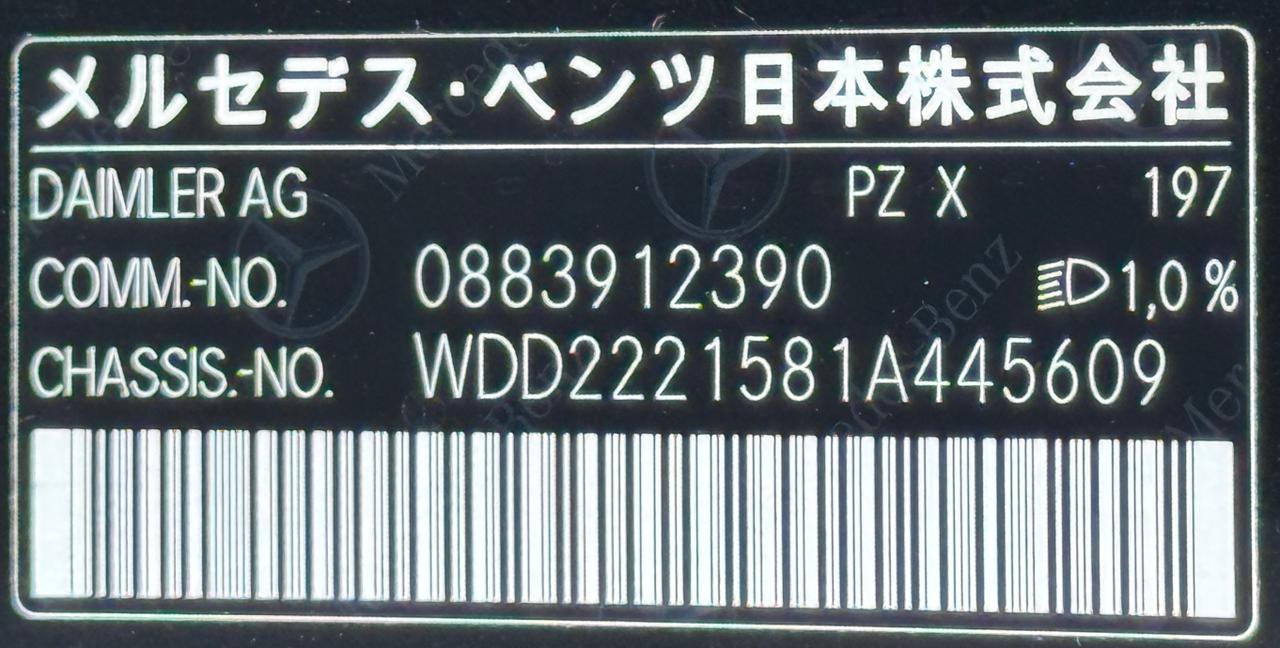 メルセデス・ベンツ日本株式会社
DAIMLER AG PZ X 197
COMM.-NO. 0883912390 1,0 %
CHASSIS.-NO. WDD2221581A445609